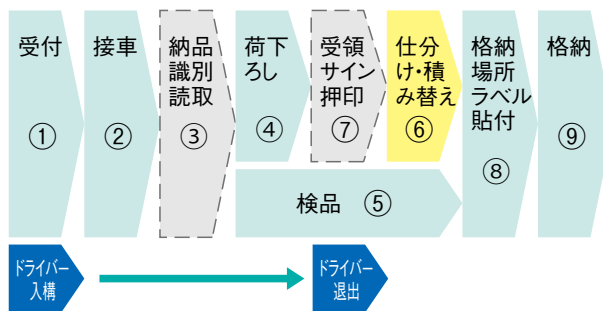 受付
①
接車
②
納品
識別
読取
③
荷下
ろし
④
受領
サイン
押印
⑦
仕分
け・積
み替え
⑥
検品 ⑤
格納
場所
ラベル
貼付
⑧
格納
⑨
ドライバー
入構
ドライバー
退出